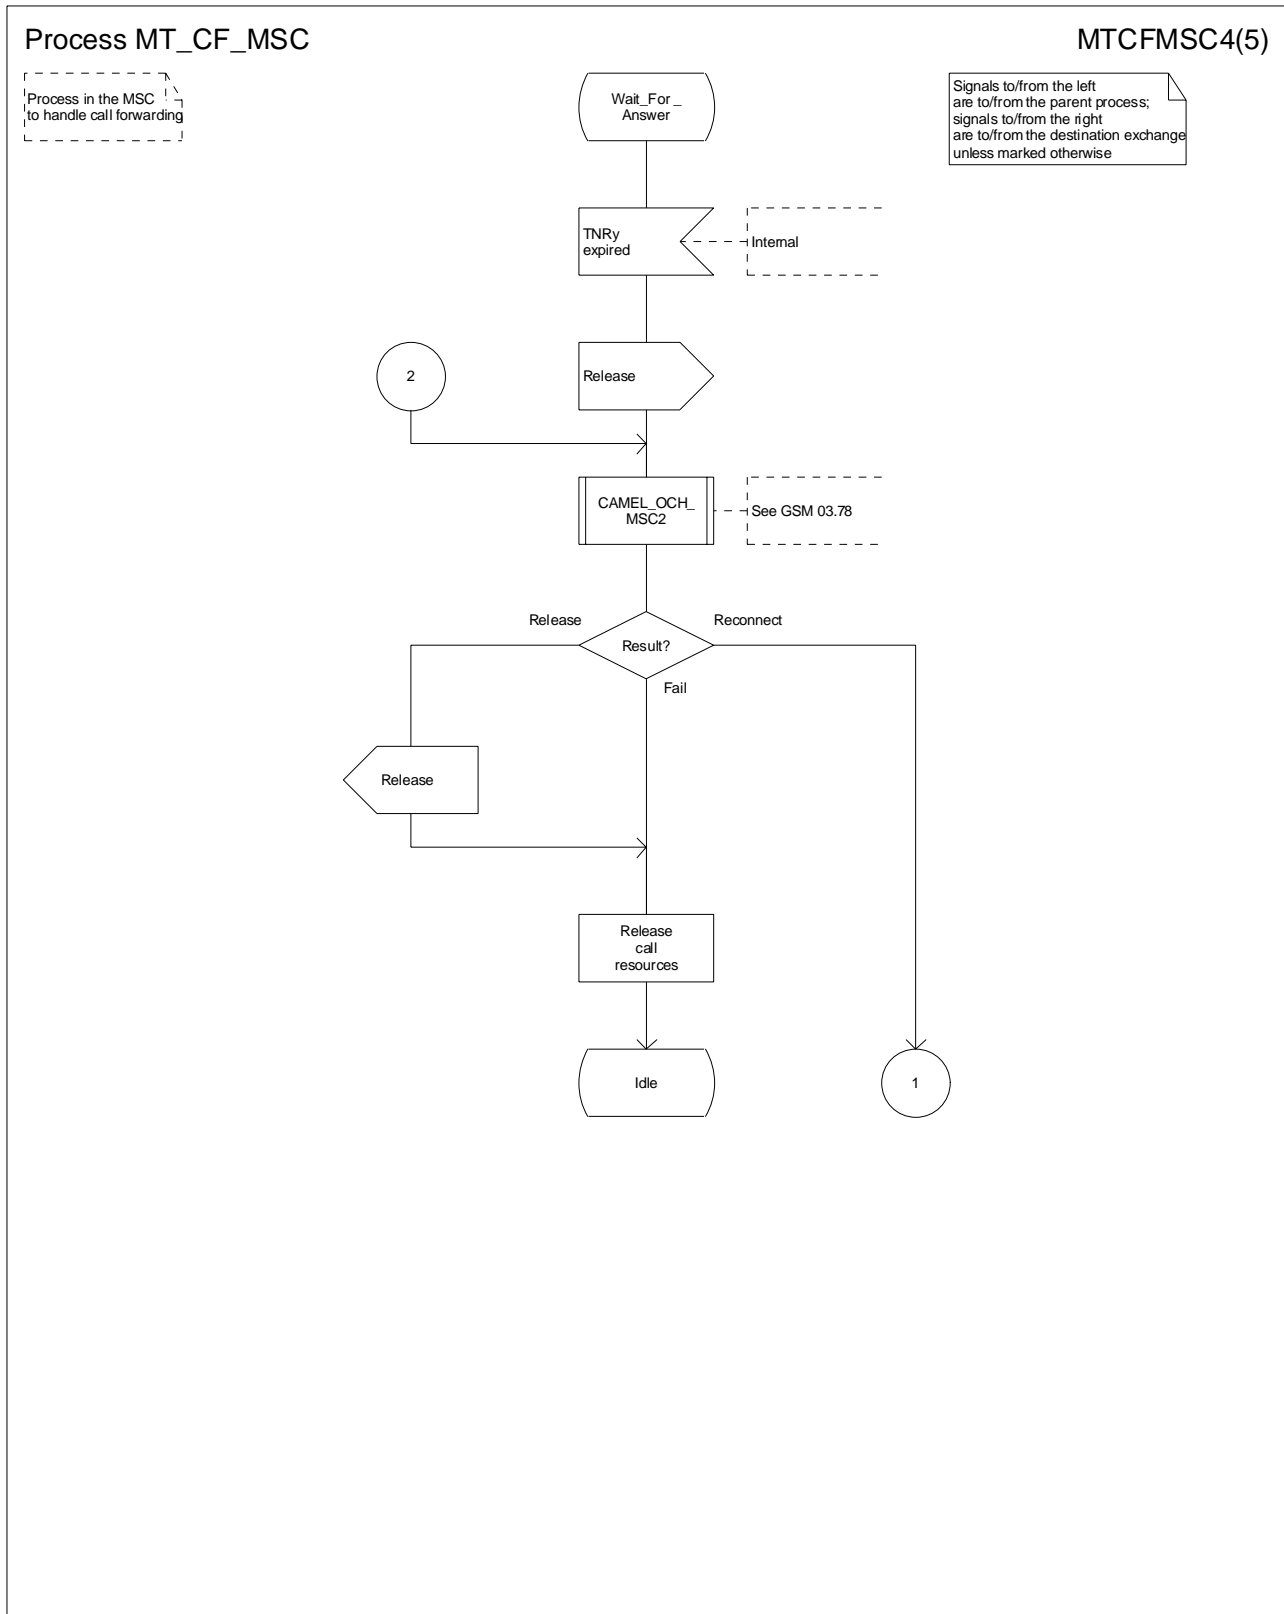 Process MT_CF_MSC
MTCFMSC4(5)
Process in the MSC
to handle call forwarding
Wait_For_
Answer
Signals to/from the left
are to/from the parent process;
signals to/from the right
are to/from the destination exchange
unless marked otherwise
TNRy
expired
Internal
2
Release
CAMEL_OCH_
MSC2
See GSM 03.78
Release
Reconnect
Result?
Fail
Release
Release
call
resources
Idle
1